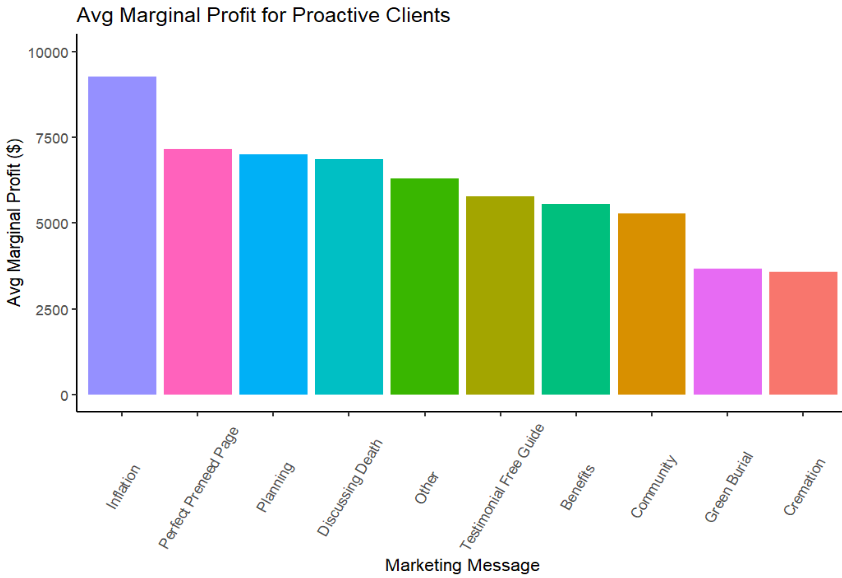 Avg Marginal Profit for Proactive Clients
Avg Marginal Profit ($)
10000
7500
5000
2500
0
Inflation
Perfect Preneed Page
Planning
Discussing Death
Other
Testimonial Free Guide
Benefits
Community
Green Burial
Cremation
Marketing Message